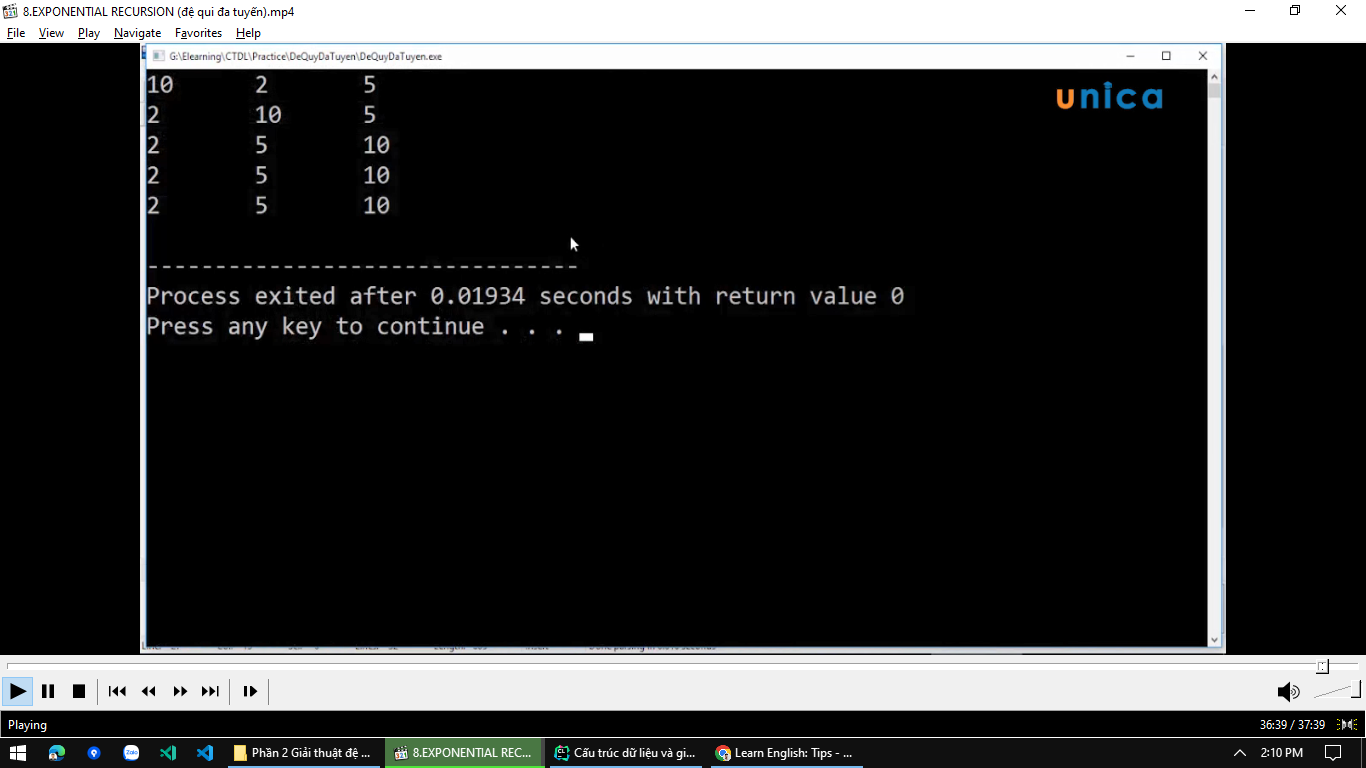 8.EXPONENTIAL RECURSION (đệ qui đa tuyến).mp4
File View Play Navigate Favorites Help
G:\Elearning\CTDL\Practice\DeQuyDaTuyen\DeQuyDaTuyen.exe
unica
10 2 5
2 10 5
2 5 10
2 5 10
2 5 10
--------------------------------
Process exited after 0.01934 seconds with return value 0
Press any key to continue . . .
Playing
36:39 / 37:39
Phần 2 Giải thuật đệ ...
8.EXPONENTIAL REC...
Cấu trúc dữ liệu và gi...
Learn English: Tips - ...
2:10 PM